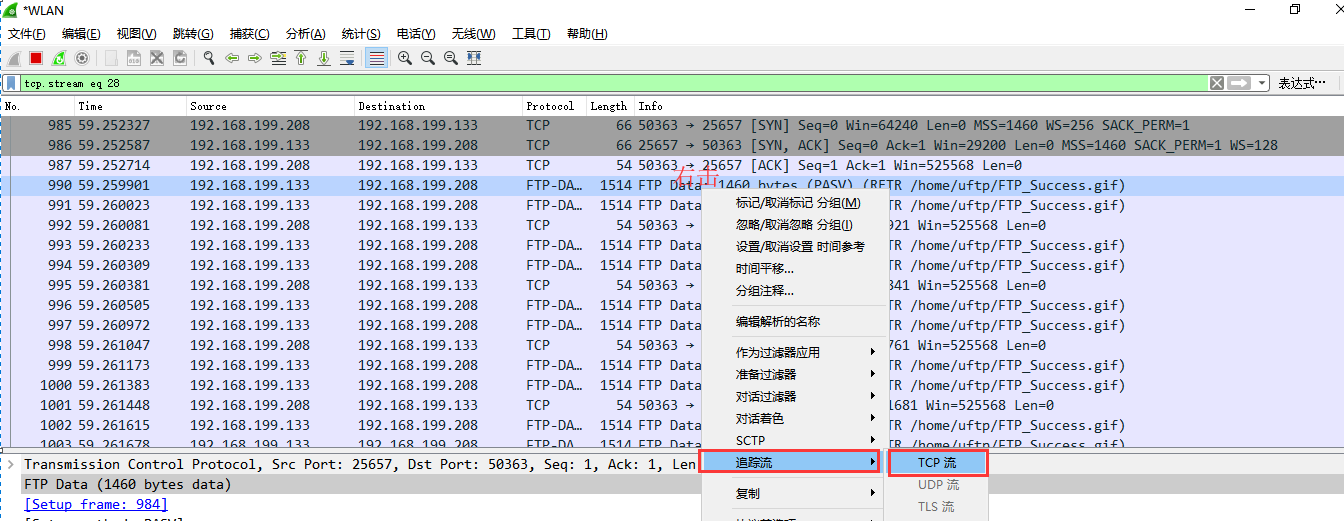 *WLAN
文件(F) 编辑(E) 视图(V) 跳转(G) 捕获(C) 分析(A) 统计(S) 电话(Y) 无线(W) 工具(T) 帮助(H)
tcp.stream eq 28 表达式…
No. Time Source Destination Protocol Length Info
985 59.252327 192.168.199.208 192.168.199.133 TCP 66 50363 → 25657 [SYN] Seq=0 Win=64240 Len=0 MSS=1460 WS=256 SACK_PERM=1
986 59.252587 192.168.199.133 192.168.199.208 TCP 66 25657 → 50363 [SYN, ACK] Seq=0 Ack=1 Win=29200 Len=0 MSS=1460 SACK_PERM=1 WS=128
987 59.252714 192.168.199.208 192.168.199.133 TCP 54 50363 → 25657 [ACK] Seq=1 Ack=1 Win=525568 Len=0
右击
990 59.259901 192.168.199.133 192.168.199.208 FTP-DA… 1514 FTP Data: 1460 bytes (PASV) (RETR /home/uftp/FTP_Success.gif)
991 59.260023 192.168.199.133 192.168.199.208 FTP-DA… 1514 FTP Data TR /home/uftp/FTP_Success.gif)
992 59.260081 192.168.199.208 192.168.199.133 TCP 54 50363 → 921 Win=525568 Len=0
993 59.260233 192.168.199.133 192.168.199.208 FTP-DA… 1514 FTP Data TR /home/uftp/FTP_Success.gif)
994 59.260309 192.168.199.133 192.168.199.208 FTP-DA… 1514 FTP Data TR /home/uftp/FTP_Success.gif)
995 59.260381 192.168.199.208 192.168.199.133 TCP 54 50363 → 841 Win=525568 Len=0
996 59.260505 192.168.199.133 192.168.199.208 FTP-DA… 1514 FTP Data TR /home/uftp/FTP_Success.gif)
997 59.260972 192.168.199.133 192.168.199.208 FTP-DA… 1514 FTP Data TR /home/uftp/FTP_Success.gif)
998 59.261047 192.168.199.208 192.168.199.133 TCP 54 50363 → 761 Win=525568 Len=0
999 59.261173 192.168.199.133 192.168.199.208 FTP-DA… 1514 FTP Data TR /home/uftp/FTP_Success.gif)
1000 59.261383 192.168.199.133 192.168.199.208 FTP-DA… 1514 FTP Data TR /home/uftp/FTP_Success.gif)
1001 59.261448 192.168.199.208 192.168.199.133 TCP 54 50363 → 1681 Win=525568 Len=0
1002 59.261615 192.168.199.133 192.168.199.208 FTP-DA… 1514 FTP Data TR /home/uftp/FTP_Success.gif)
1003 59.261678 192.168.199.133 192.168.199.208 FTP-DA… 1514 FTP Data TR /home/uftp/FTP_Success.gif)
标记/取消标记 分组(M)
忽略/取消忽略 分组(I)
设置/取消设置 时间参考
时间平移...
分组注释...
编辑解析的名称
作为过滤器应用
准备过滤器
对话过滤器
对话着色
SCTP
追踪流
复制
TCP 流
UDP 流
TLS 流
Transmission Control Protocol, Src Port: 25657, Dst Port: 50363, Seq: 1, Ack: 1, Len
FTP Data (1460 bytes data)
[Setup frame: 984]